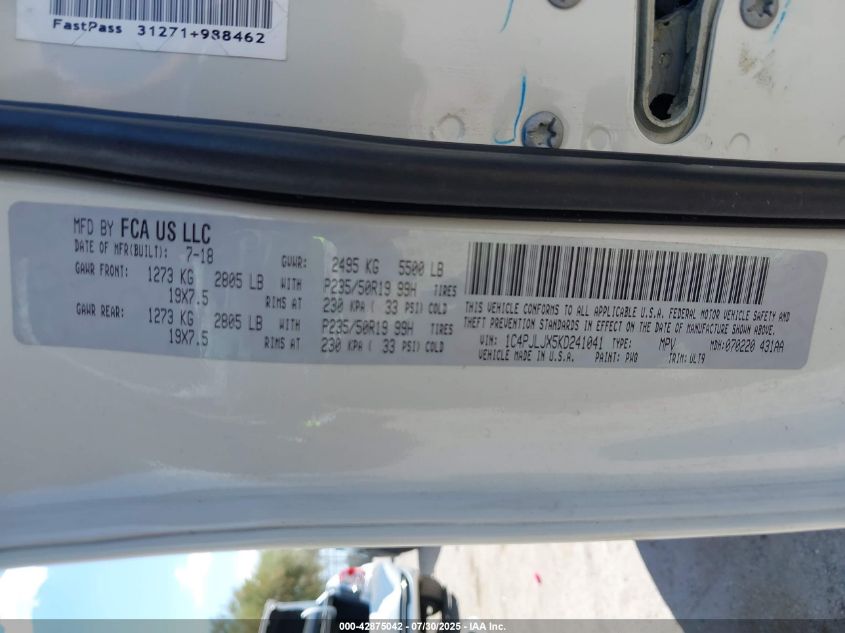 FastPass 31271+988462
MFD BY FCA US LLC
DATE OF MFR(BUILT): 7-18
GVWR: 2495 KG 5500 LB
GAWR FRONT: 1273 KG 2805 LB WITH P235/50R19 99H TIRES
19X7.5 RIMS AT 230 KPA ( 33 PSI) COLD
GAWR REAR: 1273 KG 2805 LB WITH P235/50R19 99H TIRES
19X7.5 RIMS AT 230 KPA ( 33 PSI) COLD
THIS VEHICLE CONFORMS TO ALL APPLICABLE U.S.A. FEDERAL MOTOR VEHICLE SAFETY AND
THEFT PREVENTION STANDARDS IN EFFECT ON THE DATE OF MANUFACTURE SHOWN ABOVE.
VIN: 1C4PJLJX5KD241041 TYPE: MPV MDH: 070220 431AA
VEHICLE MADE IN U.S.A. PAINT: PW8 TRIM: ULT9
000-42875042 - 07/30/2025 - IAA Inc.